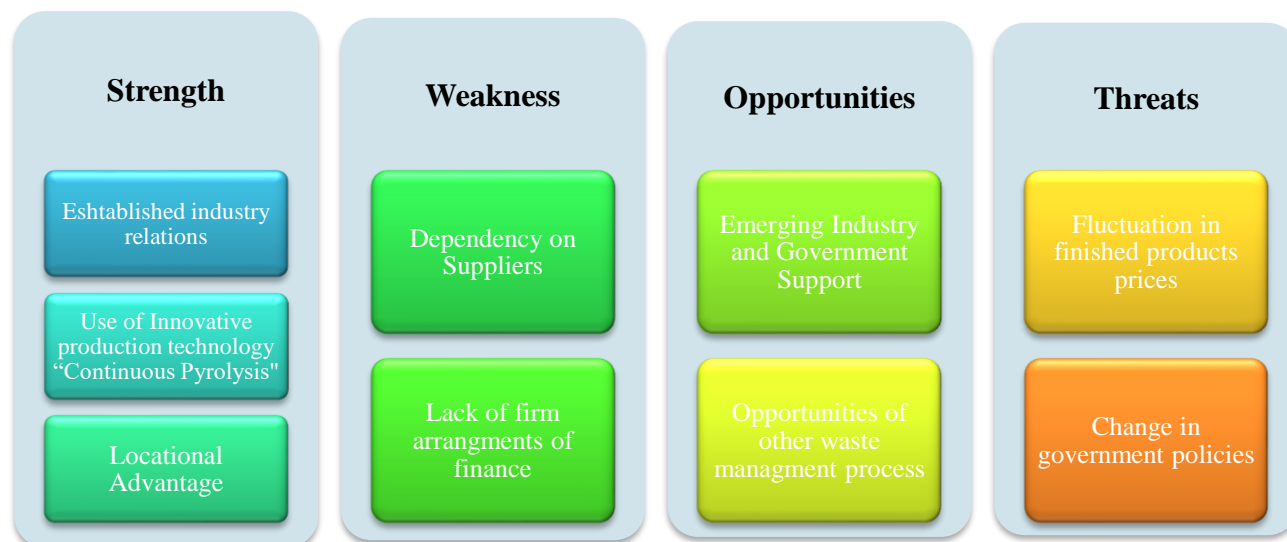 Strength
Eshtablished industry
relations
Use of Innovative
production technology
“Continuous Pyrolysis"
Locational
Advantage
Weakness
Dependency on
Suppliers
Lack of firm
arrangments of
finance
Opportunities
Emerging Industry
and Government
Support
Opportunities of
other waste
managment process
Threats
Fluctuation in
finished products
prices
Change in
government policies